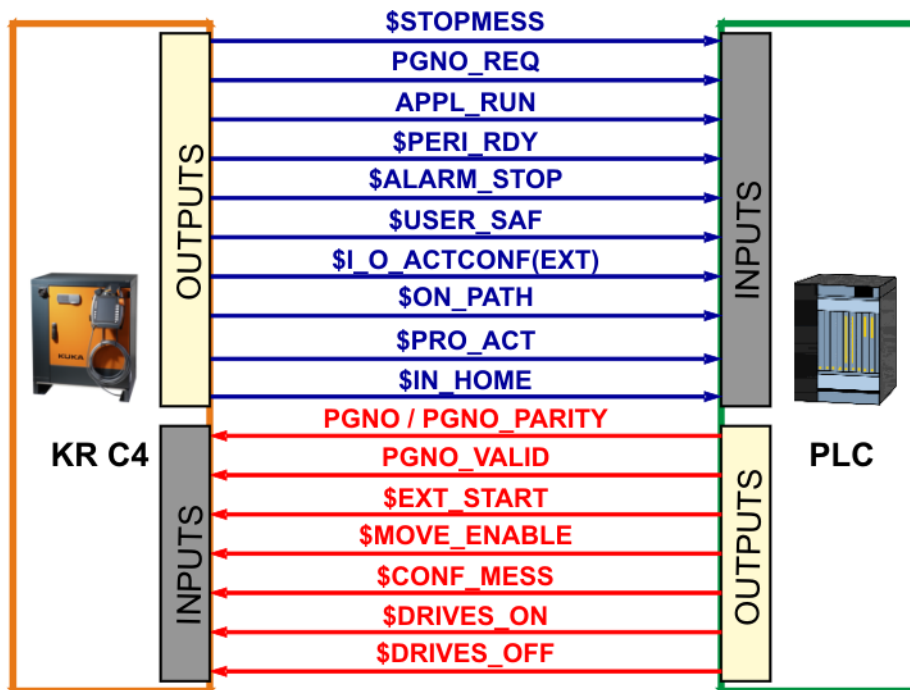 $STOPMESS
PGNO_REQ
APPL_RUN
$PERI_RDY
$ALARM_STOP
$USER_SAF
$I_O_ACTCONF(EXT)
$ON_PATH
$PRO_ACT
$IN_HOME
OUTPUTS
INPUTS
KUKA
KR C4
PLC
PGNO / PGNO_PARITY
PGNO_VALID
$EXT_START
$MOVE_ENABLE
$CONF_MESS
$DRIVES_ON
$DRIVES_OFF
INPUTS
OUTPUTS